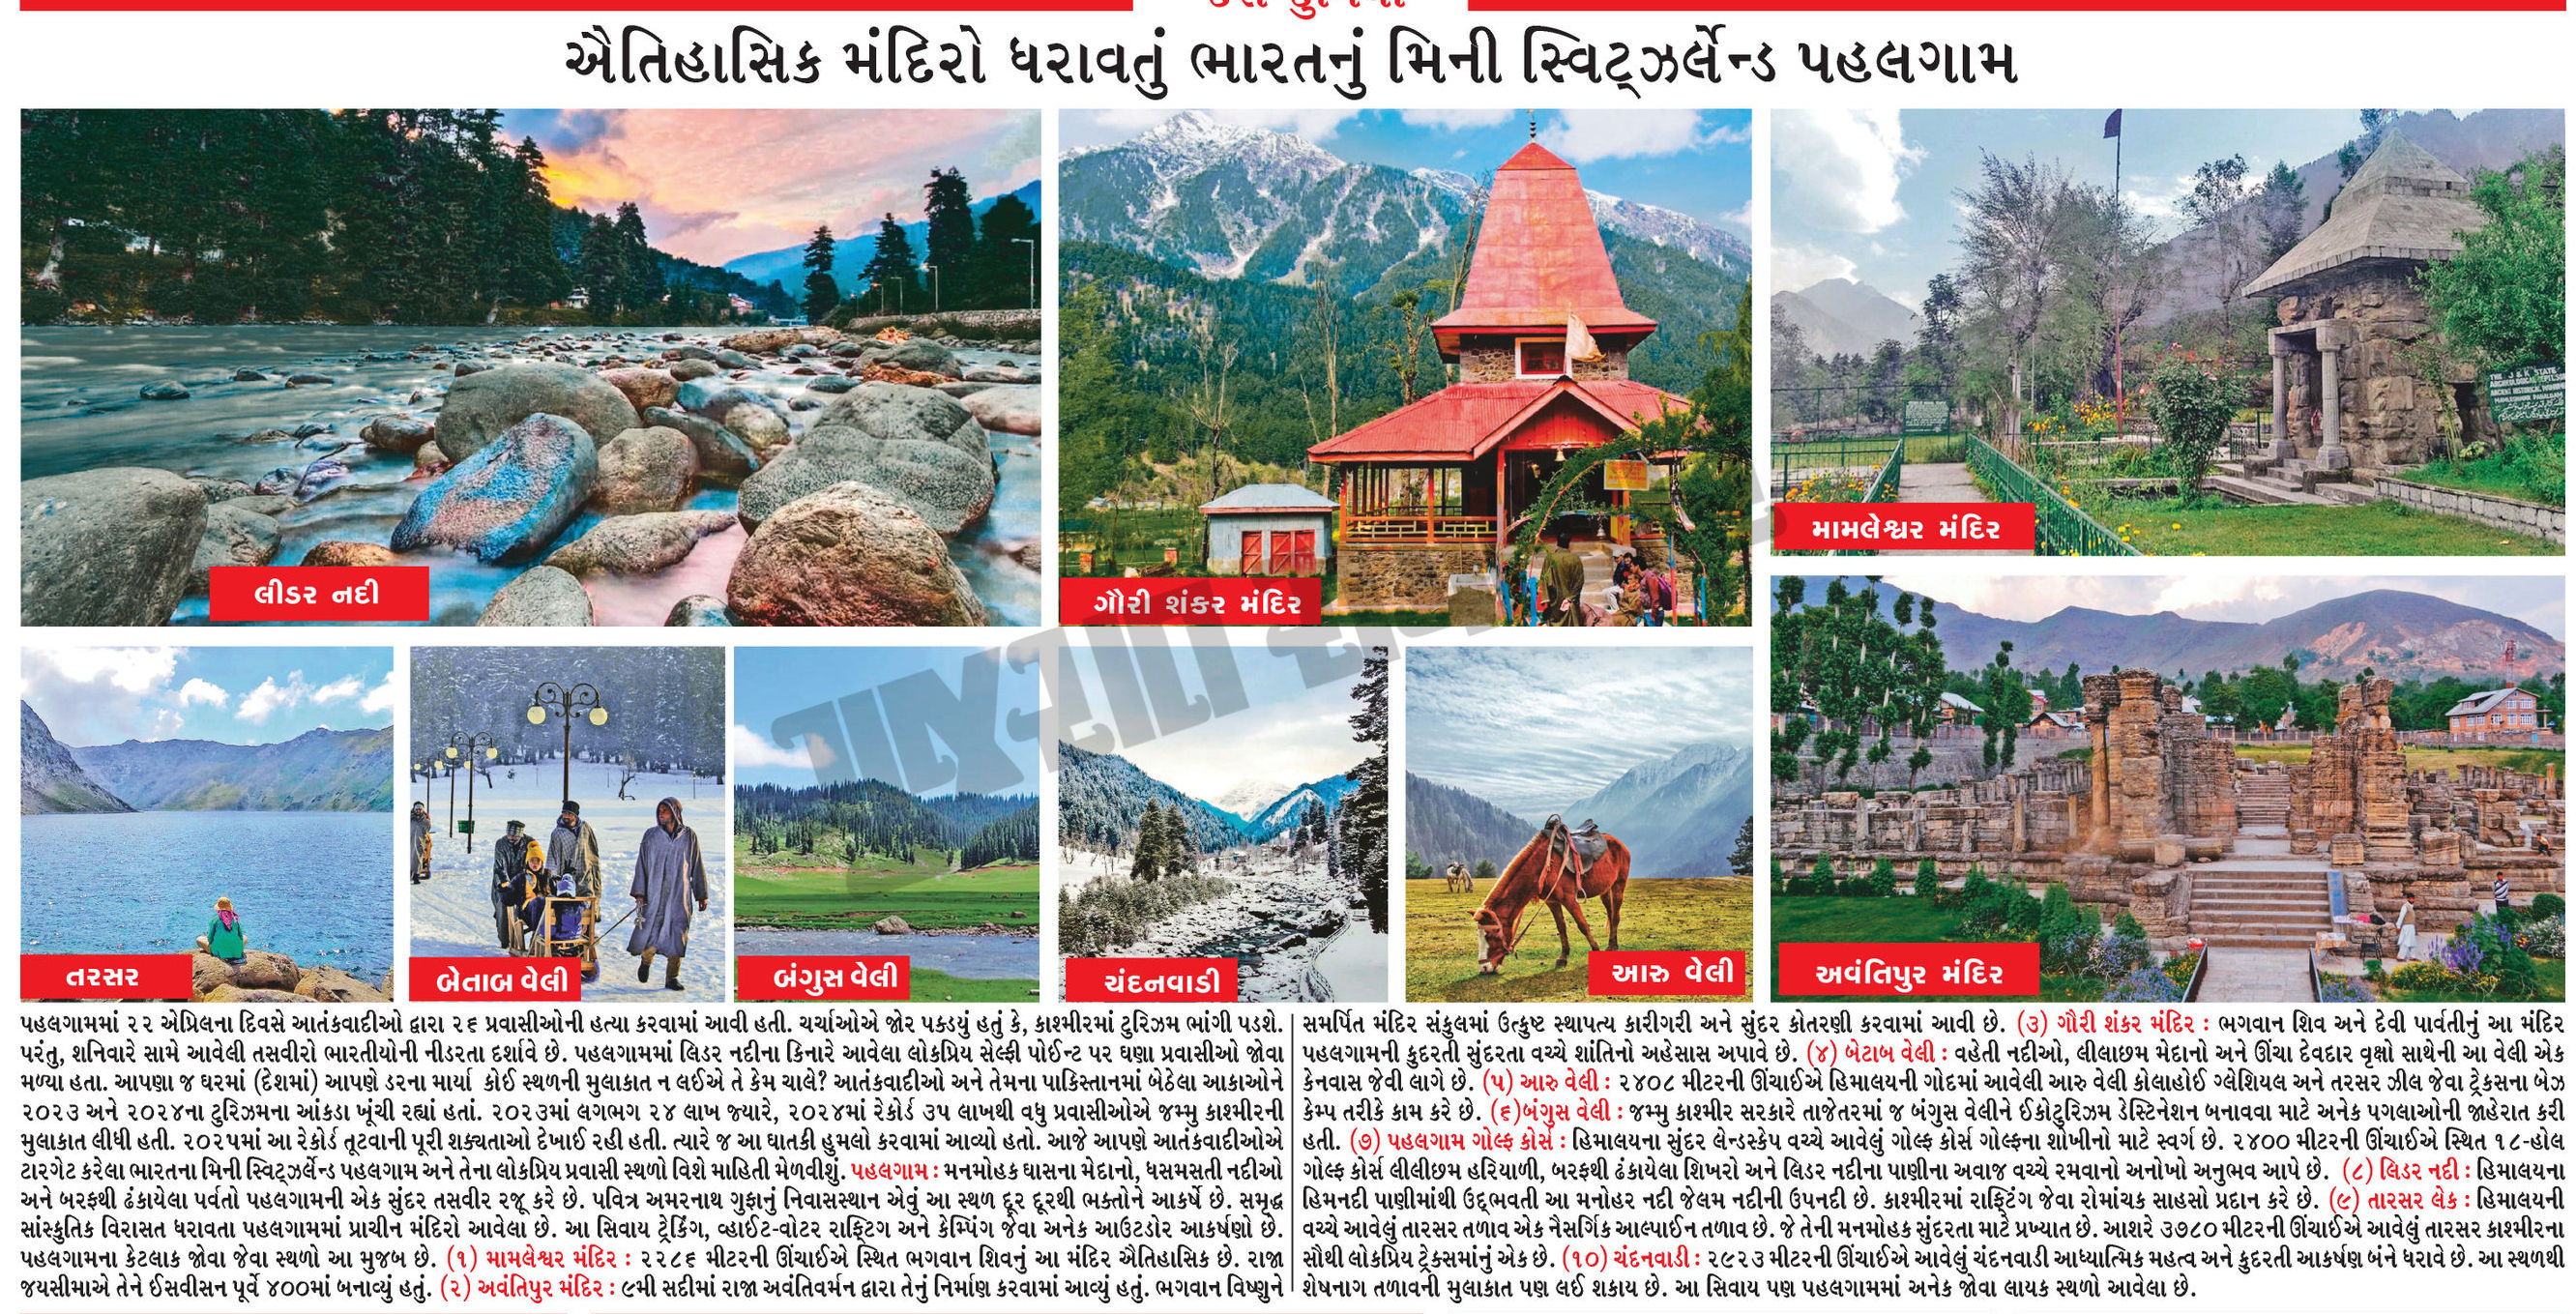 ઐતિહાસિક મંદિરો ધરાવતું ભારતનું મિની સ્વિટ્ઝર્લેન્ડ પહલગામ
લીડર નદી
ગૌરી શંકર મંદિર
મામલેશ્વર મંદિર
THE J & K STATE
તરસર
બેતાબ વેલી
બંગુસ વેલી
ચંદનવાડી
આરુ વેલી
અવંતિપુર મંદિર
પહલગામમાં ૨૨ એપ્રિલના દિવસે આતંકવાદીઓ દ્વારા ૨૬ પ્રવાસીઓની હત્યા કરવામાં આવી હતી. ચર્ચાઓએ જોર પકડયું હતું કે, કાશ્મીરમાં ટુરિઝમ ભાંગી પડશે.
પરંતુ, શનિવારે સામે આવેલી તસવીરો ભારતીયોની નીડરતા દર્શાવે છે. પહલગામમાં લિડર નદીના કિનારે આવેલા લોકપ્રિય સેલ્ફી પોઈન્ટ પર ઘણા પ્રવાસીઓ જોવા
મળ્યા હતા. આપણા જ ઘરમાં (દેશમાં) આપણે ડરના માર્યા કોઈ સ્થળની મુલાકાત ન લઈએ તે કેમ ચાલે? આતંકવાદીઓ અને તેમના પાકિસ્તાનમાં બેઠેલા આકાઓને
૨૦૨૩ અને ૨૦૨૪ના ટુરિઝમના આંકડા ખૂંચી રહ્યાં હતાં. ૨૦૨૩માં લગભગ ૨૪ લાખ જ્યારે, ૨૦૨૪માં રેકોર્ડ ૩૫ લાખથી વધુ પ્રવાસીઓએ જમ્મુ કાશ્મીરની
મુલાકાત લીધી હતી. ૨૦૨૫માં આ રેકોર્ડ તૂટવાની પૂરી શક્યતાઓ દેખાઈ રહી હતી. ત્યારે જ આ ઘાતકી હુમલો કરવામાં આવ્યો હતો. આજે આપણે આતંકવાદીઓએ
ટારગેટ કરેલા ભારતના મિની સ્વિટ્ઝર્લેન્ડ પહલગામ અને તેના લોકપ્રિય પ્રવાસી સ્થળો વિશે માહિતી મેળવીશું. પહલગામ : મનમોહક ઘાસના મેદાનો, ધસમસતી નદીઓ
અને બરફથી ઢંકાયેલા પર્વતો પહલગામની એક સુંદર તસવીર રજૂ કરે છે. પવિત્ર અમરનાથ ગુફાનું નિવાસસ્થાન એવું આ સ્થળ દૂર દૂરથી ભક્તોને આકર્ષે છે. સમૃદ્ધ
સાંસ્કૃતિક વિરાસત ધરાવતા પહલગામમાં પ્રાચીન મંદિરો આવેલા છે. આ સિવાય ટ્રેકિંગ, વ્હાઈટ-વોટર રાફ્ટિંગ અને કેમ્પિંગ જેવા અનેક આઉટડોર આકર્ષણો છે.
પહલગામના કેટલાક જોવા જેવા સ્થળો આ મુજબ છે. (૧) મામલેશ્વર મંદિર : ૨૨૮૬ મીટરની ઊંચાઈએ સ્થિત ભગવાન શિવનું આ મંદિર ઐતિહાસિક છે. રાજા
જયસીમાએ તેને ઈસવીસન પૂર્વે ૪૦૦માં બનાવ્યું હતું. (૨) અવંતિપુર મંદિર : ૯મી સદીમાં રાજા અવંતિવર્મન દ્વારા તેનું નિર્માણ કરવામાં આવ્યું હતું. ભગવાન વિષ્ણુને
સમર્પિત મંદિર સંકુલમાં ઉત્કૃષ્ટ સ્થાપત્ય કારીગરી અને સુંદર કોતરણી કરવામાં આવી છે. (૩) ગૌરી શંકર મંદિર : ભગવાન શિવ અને દેવી પાર્વતીનું આ મંદિર
પહલગામની કુદરતી સુંદરતા વચ્ચે શાંતિનો અહેસાસ અપાવે છે. (૪) બેટાબ વેલી : વહેતી નદીઓ, લીલાછમ મેદાનો અને ઊંચા દેવદાર વૃક્ષો સાથેની આ વેલી એક
કેનવાસ જેવી લાગે છે. (૫) આરુ વેલી : ૨૪૦૮ મીટરની ઊંચાઈએ હિમાલયની ગોદમાં આવેલી આરુ વેલી કોલાહોઈ ગ્લેશિયલ અને તરસર ઝીલ જેવા ટ્રેકસના બેઝ
કેમ્પ તરીકે કામ કરે છે. (૬)બંગુસ વેલી : જમ્મુ કાશ્મીર સરકારે તાજેતરમાં જ બંગુસ વેલીને ઈકોટુરિઝમ ડેસ્ટિનેશન બનાવવા માટે અનેક પગલાઓની જાહેરાત કરી
હતી. (૭) પહલગામ ગોલ્ફ કોર્સ : હિમાલયના સુંદર લેન્ડસ્કેપ વચ્ચે આવેલું ગોલ્ફ કોર્સ ગોલ્ફના શોખીનો માટે સ્વર્ગ છે. ૨૪૦૦ મીટરની ઊંચાઈએ સ્થિત ૧૮-હોલ
ગોલ્ફ કોર્સ લીલીછમ હરિયાળી, બરફથી ઢંકાયેલા શિખરો અને લિડર નદીના પાણીના અવાજ વચ્ચે રમવાનો અનોખો અનુભવ આપે છે. (૮) લિડર નદી : હિમાલયના
હિમનદી પાણીમાંથી ઉદ્ભવતી આ મનોહર નદી જેલમ નદીની ઉપનદી છે. કાશ્મીરમાં રાફ્ટિંગ જેવા રોમાંચક સાહસો પ્રદાન કરે છે. (૯) તારસર લેક : હિમાલયની
વચ્ચે આવેલું તારસર તળાવ એક નૈસર્ગિક આલ્પાઈન તળાવ છે. જે તેની મનમોહક સુંદરતા માટે પ્રખ્યાત છે. આશરે ૩૭૮૦ મીટરની ઊંચાઈએ આવેલું તારસર કાશ્મીરના
સૌથી લોકપ્રિય ટ્રેક્સમાંનું એક છે. (૧૦) ચંદનવાડી : ૨૯૨૩ મીટરની ઊંચાઈએ આવેલું ચંદનવાડી આધ્યાત્મિક મહત્વ અને કુદરતી આકર્ષણ બંને ધરાવે છે. આ સ્થળથી
શેષનાગ તળાવની મુલાકાત પણ લઈ શકાય છે. આ સિવાય પણ પહલગામમાં અનેક જોવા લાયક સ્થળો આવેલા છે.